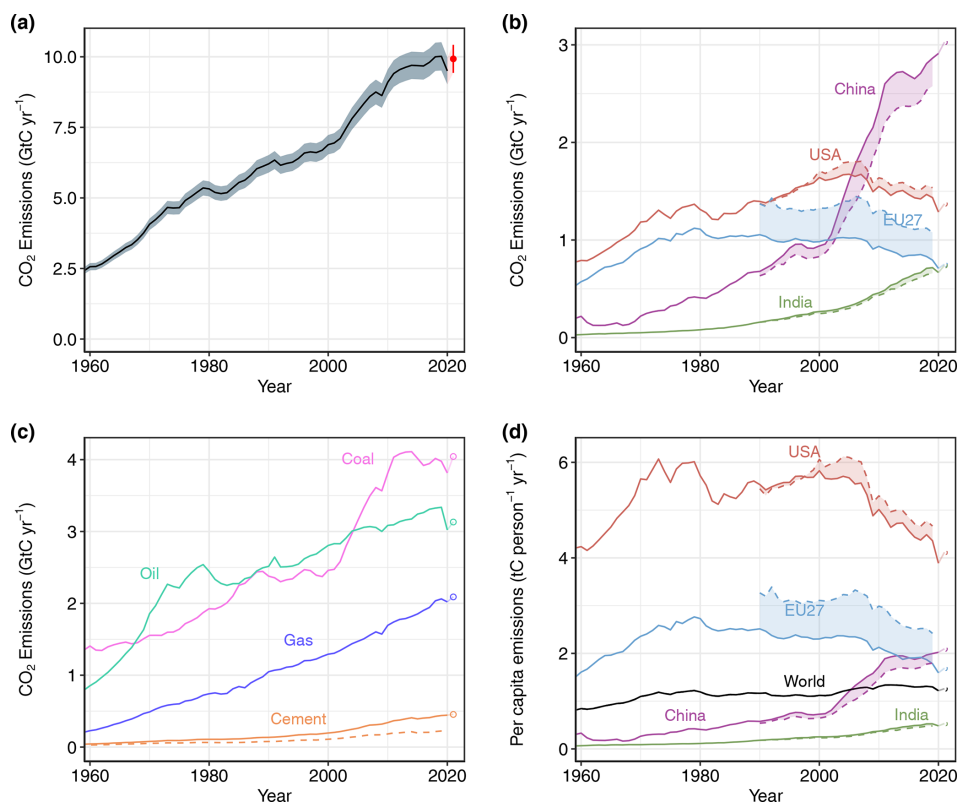 (a)
CO₂ Emissions (GtC yr⁻¹)
10.0
7.5
5.0
2.5
0.0
1960
1980
2000
2020
Year
(b)
CO₂ Emissions (GtC yr⁻¹)
3
2
1
0
China
USA
EU27
India
1960
1980
2000
2020
Year
(c)
CO₂ Emissions (GtC yr⁻¹)
4
3
2
1
0
Coal
Oil
Gas
Cement
1960
1980
2000
2020
Year
(d)
Per capita emissions (tC person⁻¹ yr⁻¹)
6
4
2
0
USA
EU27
World
China
India
1960
1980
2000
2020
Year